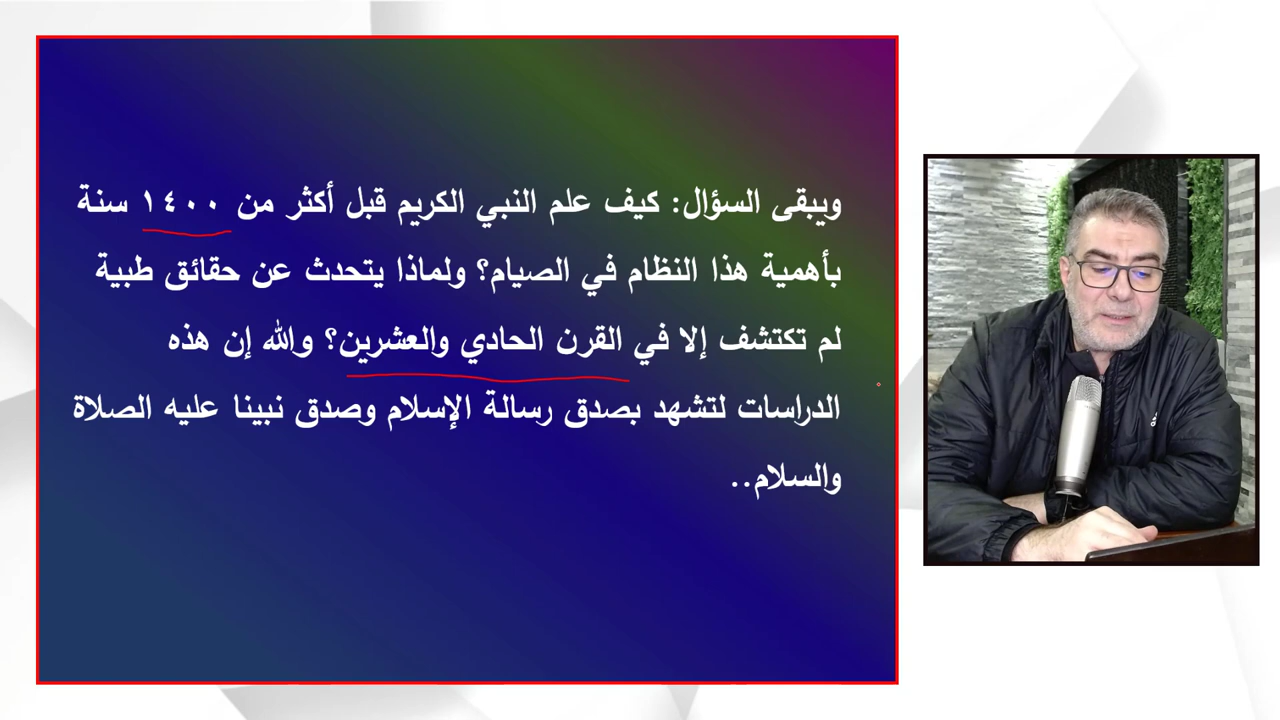 ويبقى السؤال: كيف علم النبي الكريم قبل أكثر من ١٤٠٠ سنة
بأهمية هذا النظام في الصيام؟ ولماذا يتحدث عن حقائق طبية
لم تكتشف إلا في القرن الحادي والعشرين؟ والله إن هذه
الدراسات لتشهد بصدق رسالة الإسلام وصدق نبينا عليه الصلاة
والسلام..